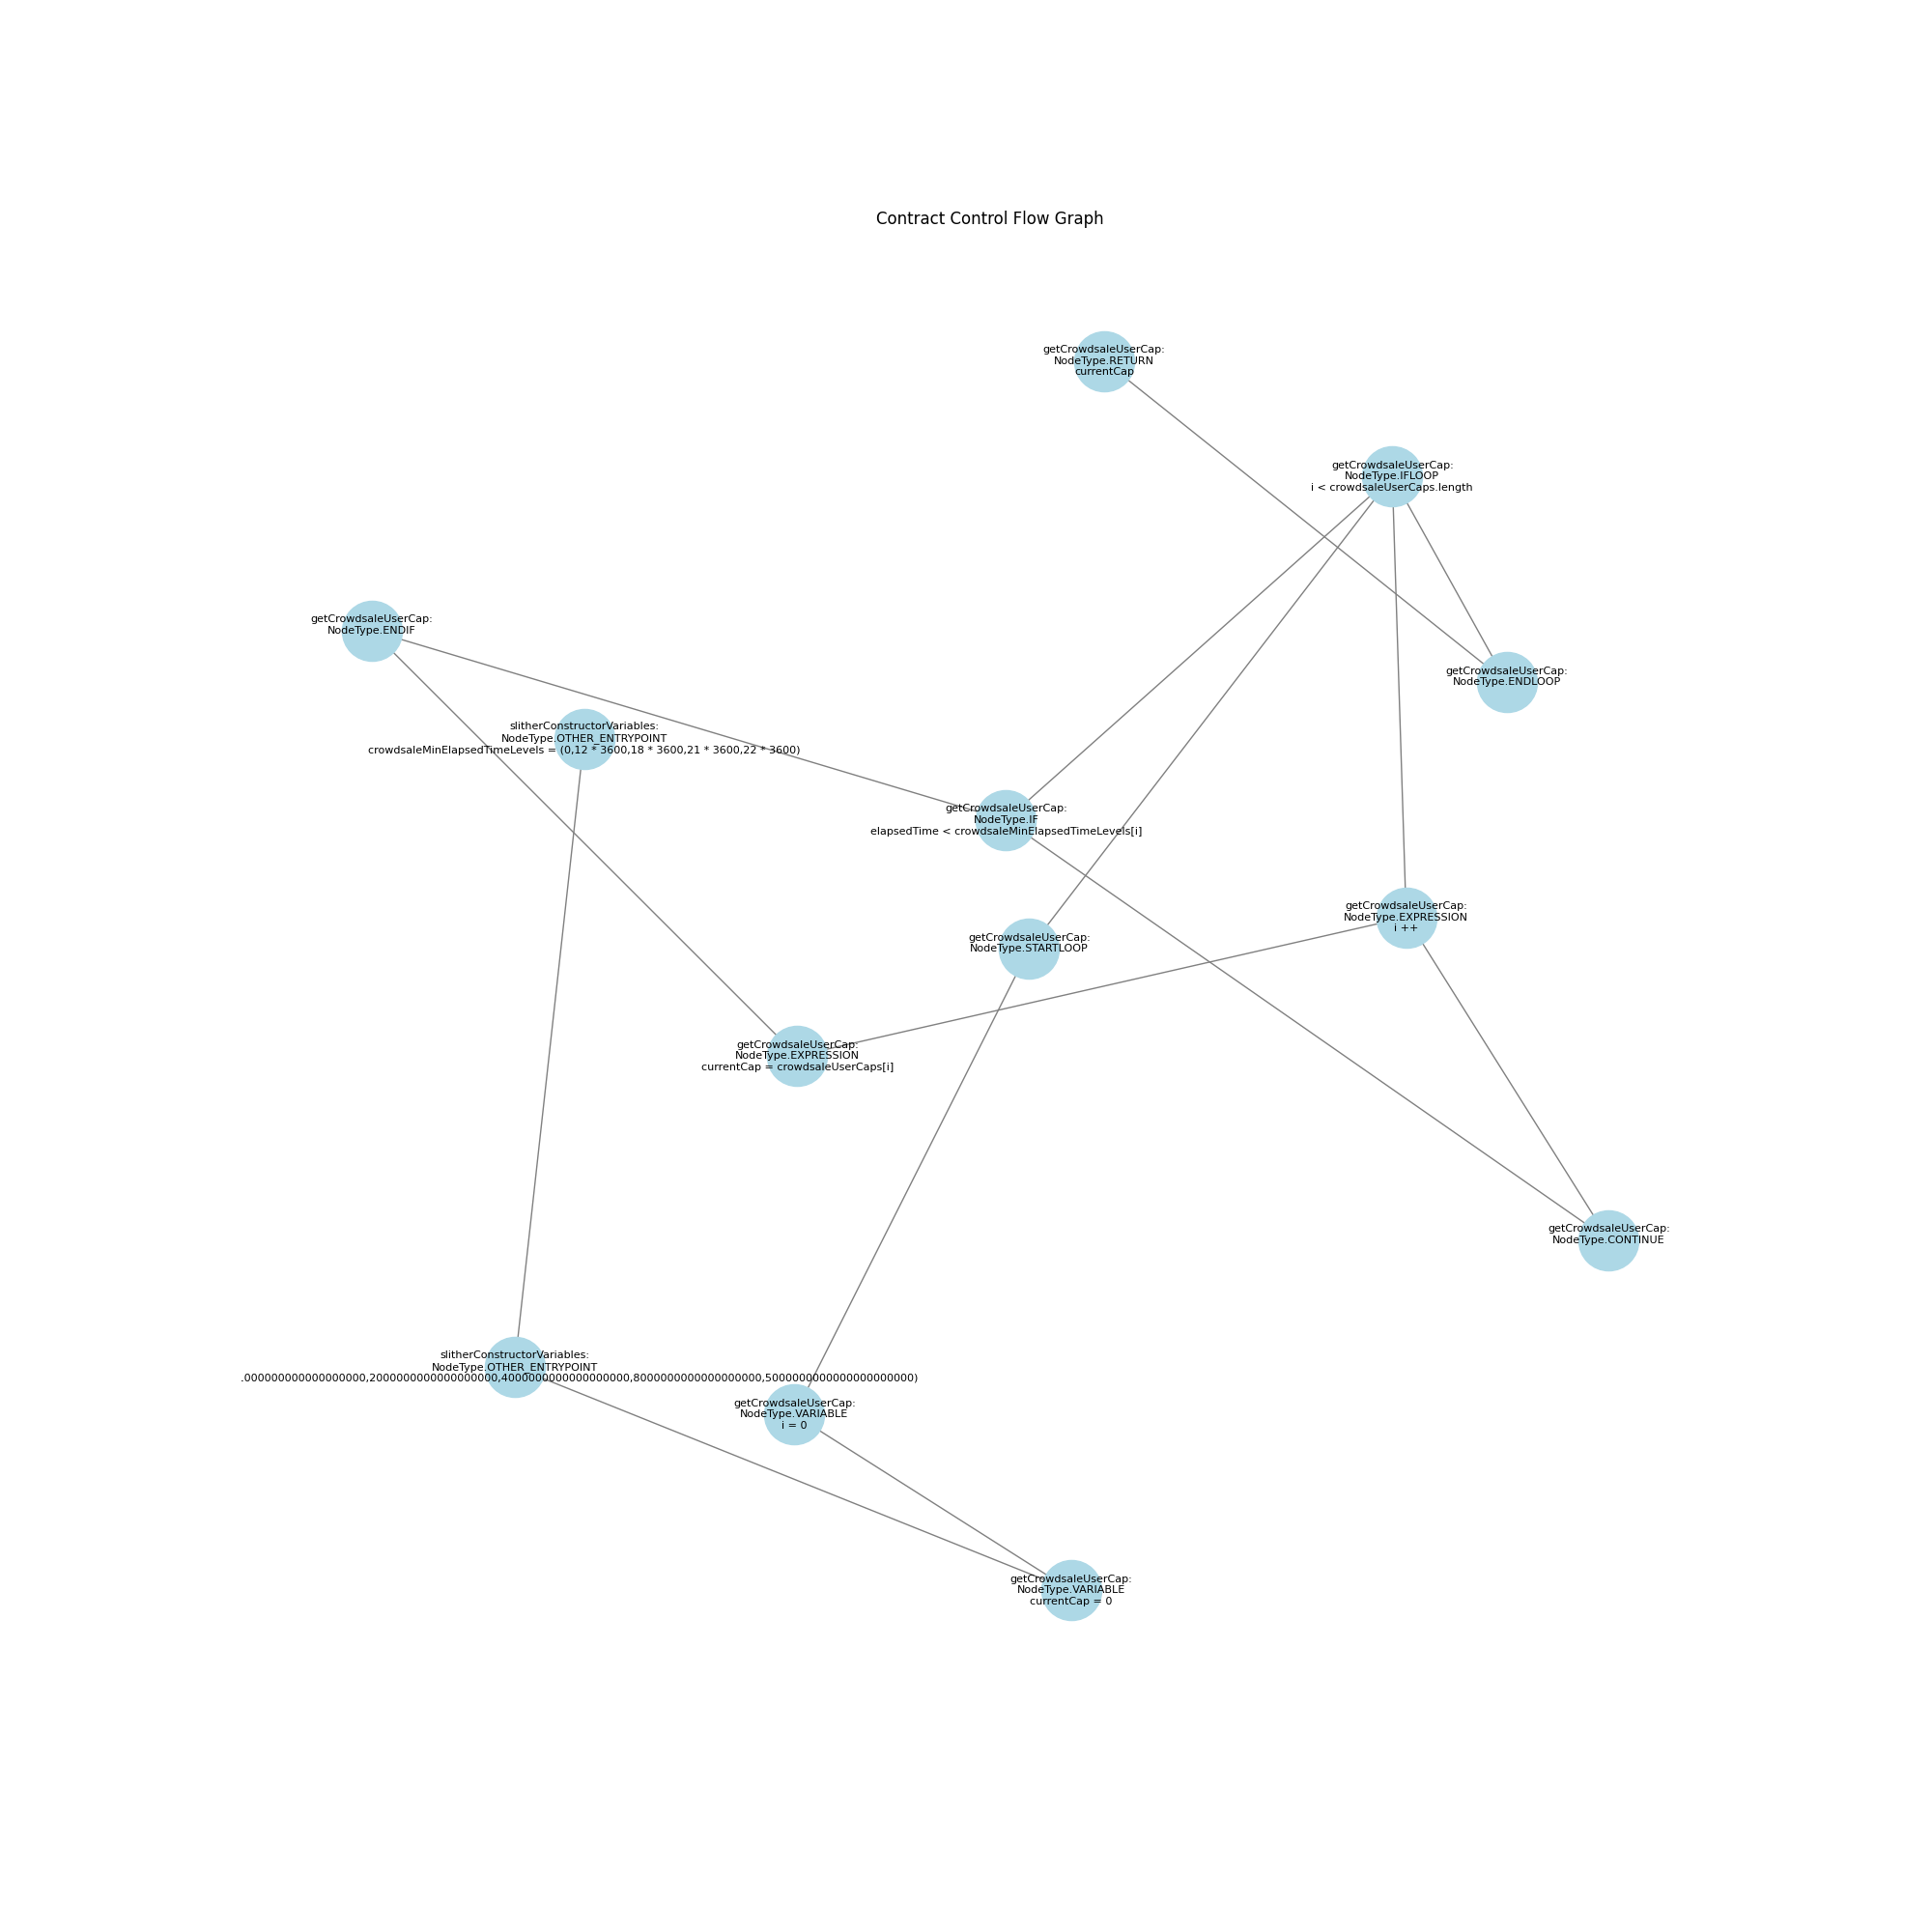 Contract Control Flow Graph
getCrowdsaleUserCap:
NodeType.RETURN
currentCap
getCrowdsaleUserCap:
NodeType.IFLOOP
i < crowdsaleUserCaps.length
getCrowdsaleUserCap:
NodeType.ENDIF
getCrowdsaleUserCap:
NodeType.ENDLOOP
slitherConstructorVariables:
NodeType.OTHER_ENTRYPOINT
crowdsaleMinElapsedTimeLevels = (0,12 * 3600,18 * 3600,21 * 3600,22 * 3600)
getCrowdsaleUserCap:
NodeType.IF
elapsedTime < crowdsaleMinElapsedTimeLevels[i]
getCrowdsaleUserCap:
NodeType.EXPRESSION
i ++
getCrowdsaleUserCap:
NodeType.STARTLOOP
getCrowdsaleUserCap:
NodeType.EXPRESSION
currentCap = crowdsaleUserCaps[i]
getCrowdsaleUserCap:
NodeType.CONTINUE
slitherConstructorVariables:
NodeType.OTHER_ENTRYPOINT
.000000000000000000,2000000000000000000,4000000000000000000,8000000000000000000,5000000000000000000000)
getCrowdsaleUserCap:
NodeType.VARIABLE
i = 0
getCrowdsaleUserCap:
NodeType.VARIABLE
currentCap = 0